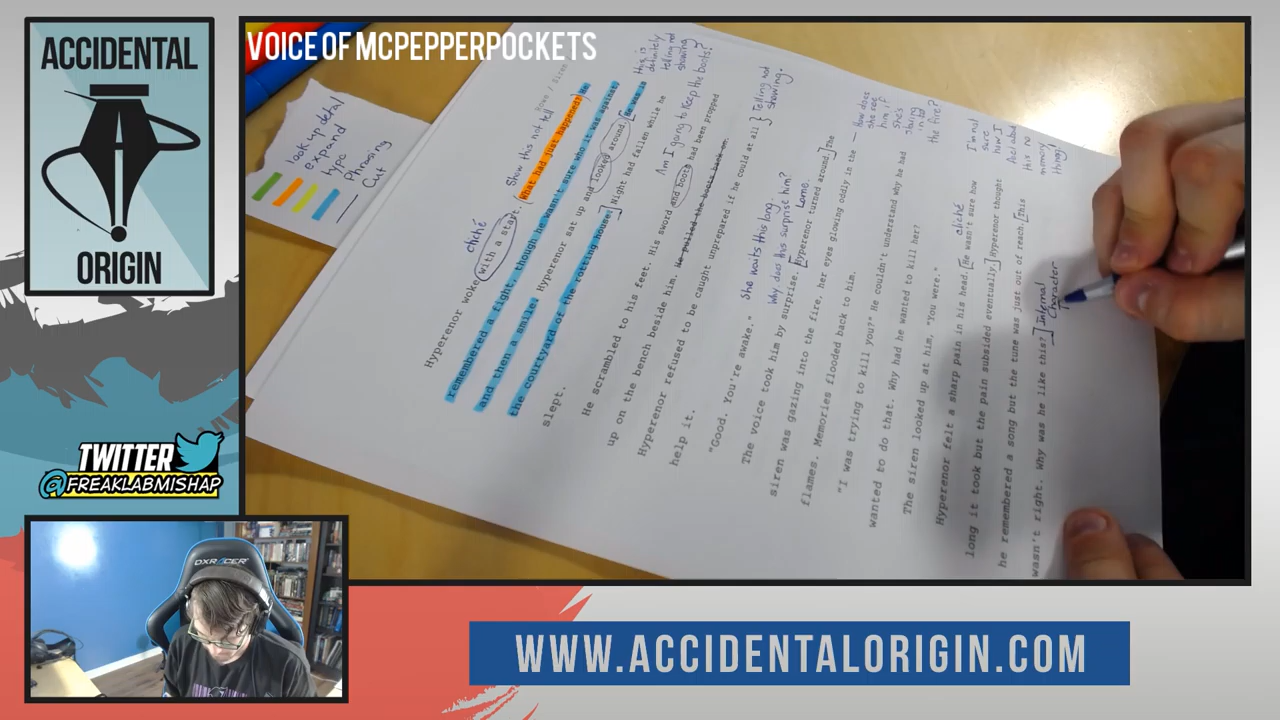 ACCIDENTAL
ORIGIN
VOICE OF MCPEPPERPOCKETS
look up detail
expand
typo
Phrasing
Cut
Rowe / Siren
Show this not tell
cliché
Hyperenor woke with a start. [What had just happened? He
remembered a fight, though he wasn't sure who it was against
and then a smile. Hyperenor sat up and looked around. [He was in
the courtyard of the rotting house.] Night had fallen while he
slept.
This is
definitely
telling not
showing
Am I going to keep the boots?
He scrambled to his feet. His sword and boots had been propped
up on the bench beside him. He pulled the boots back on.
Hyperenor refused to be caught unprepared if he could at all
help it.
} Telling not
showing.
She waits this long.
"Good. You're awake."
Why does this surprise him?
Lame.
The voice took him by surprise. [Hyperenor turned around.] The
siren was gazing into the fire, her eyes glowing oddly in the
flames. Memories flooded back to him.
How does
she see
him if
she's
staring
into
the fire?
"I was trying to kill you?" He couldn't understand why he had
wanted to do that. Why had he wanted to kill her?
The siren looked up at him, "You were."
cliché
Hyperenor felt a sharp pain in his head. [He wasn't sure how
long it took but the pain subsided eventually.] Hyperenor thought
he remembered a song but the tune was just out of reach. [This
wasn't right. Why was he like this?]
I'm not
sure
how I
feel about
this no
memory
thing.
Internal
Character
TWITTER
@FREAKLABMISHAP
DXRACER
WWW.ACCIDENTALORIGIN.COM